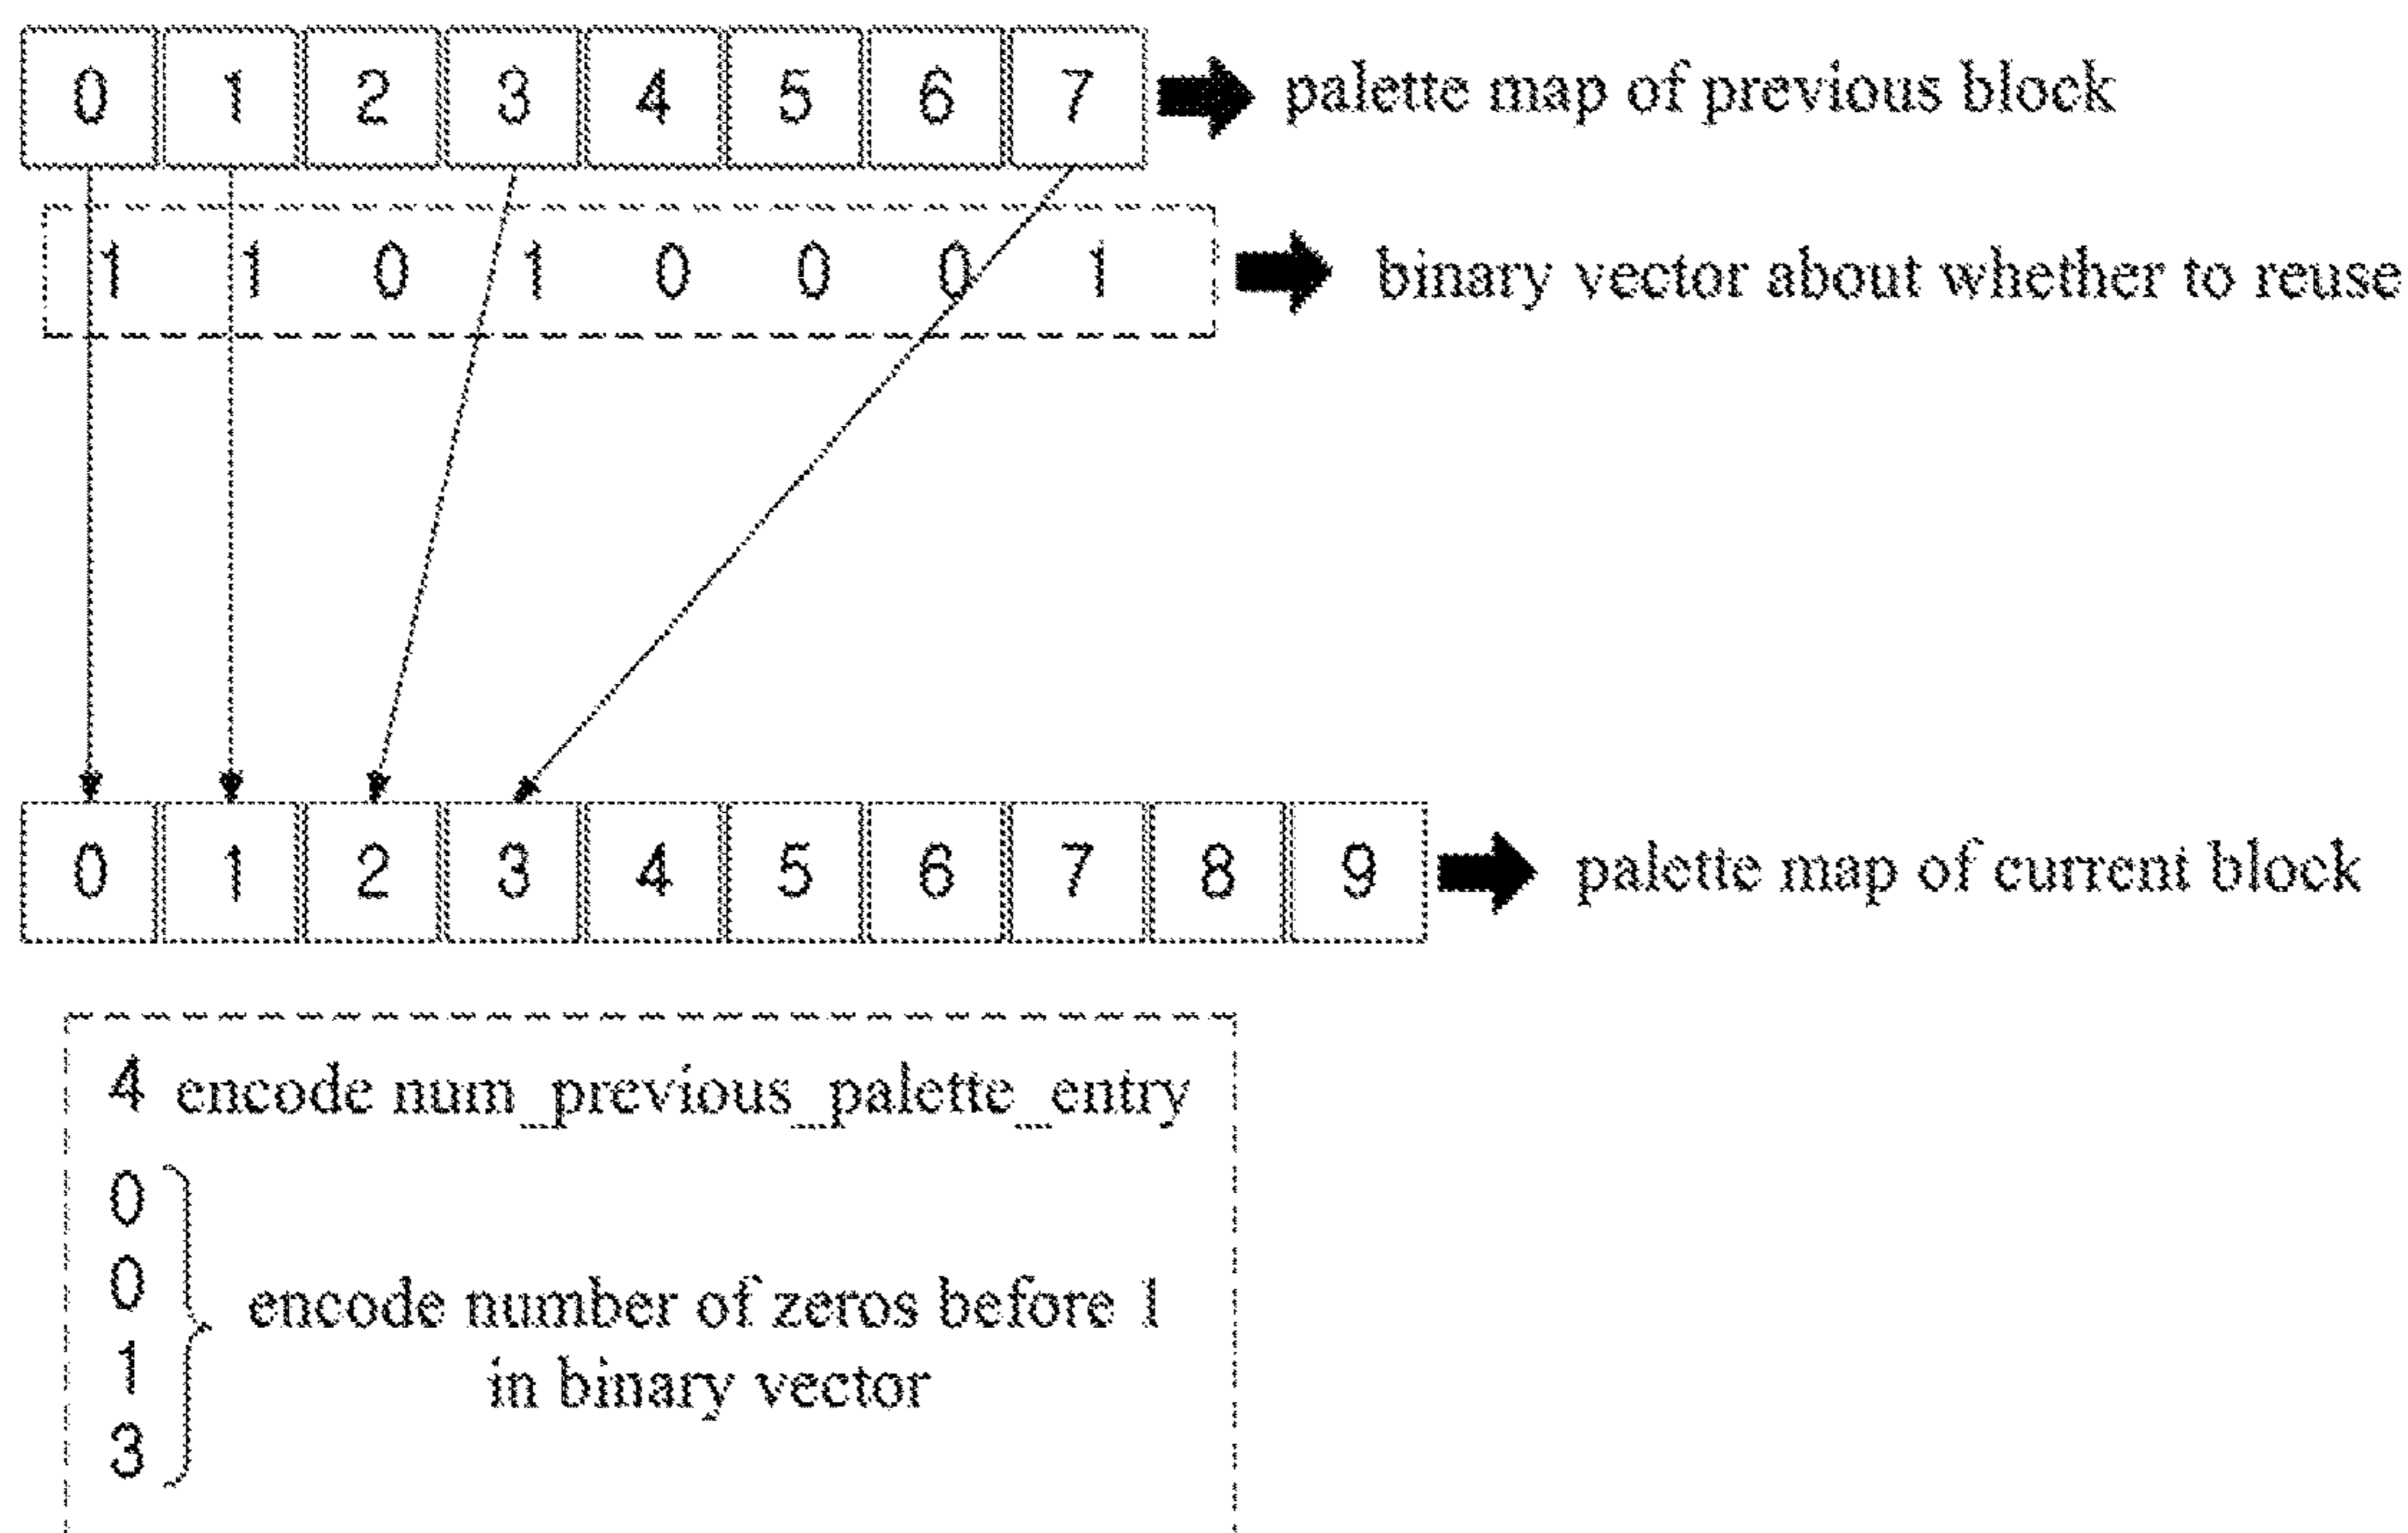 0 1 2 3 4 5 6 7 palette map of previous block
1 1 0 1 0 0 0 1 binary vector about whether to reuse
0 1 2 3 4 5 6 7 8 9 palette map of current block
4 encode num_previous_palette_entry
0
0
1
3
encode number of zeros before 1
in binary vector